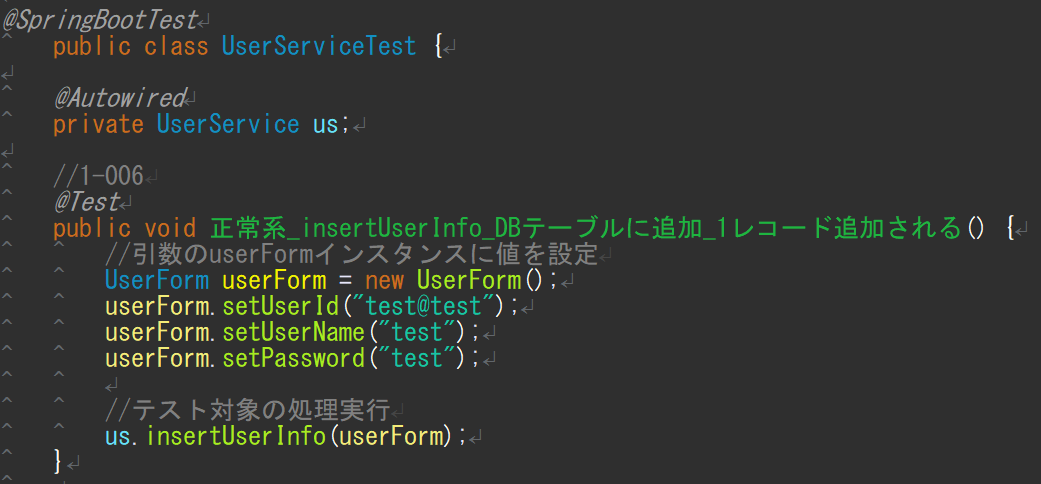 @SpringBootTest
public class UserServiceTest {
@Autowired
private UserService us;
//1-006
@Test
public void 正常系_insertUserInfo_DBテーブルに追加_1レコード追加される() {
//引数のuserFormインスタンスに値を設定
UserForm userForm = new UserForm();
userForm.setUserId("test@test");
userForm.setUserName("test");
userForm.setPassword("test");
//テスト対象の処理実行
us.insertUserInfo(userForm);
}